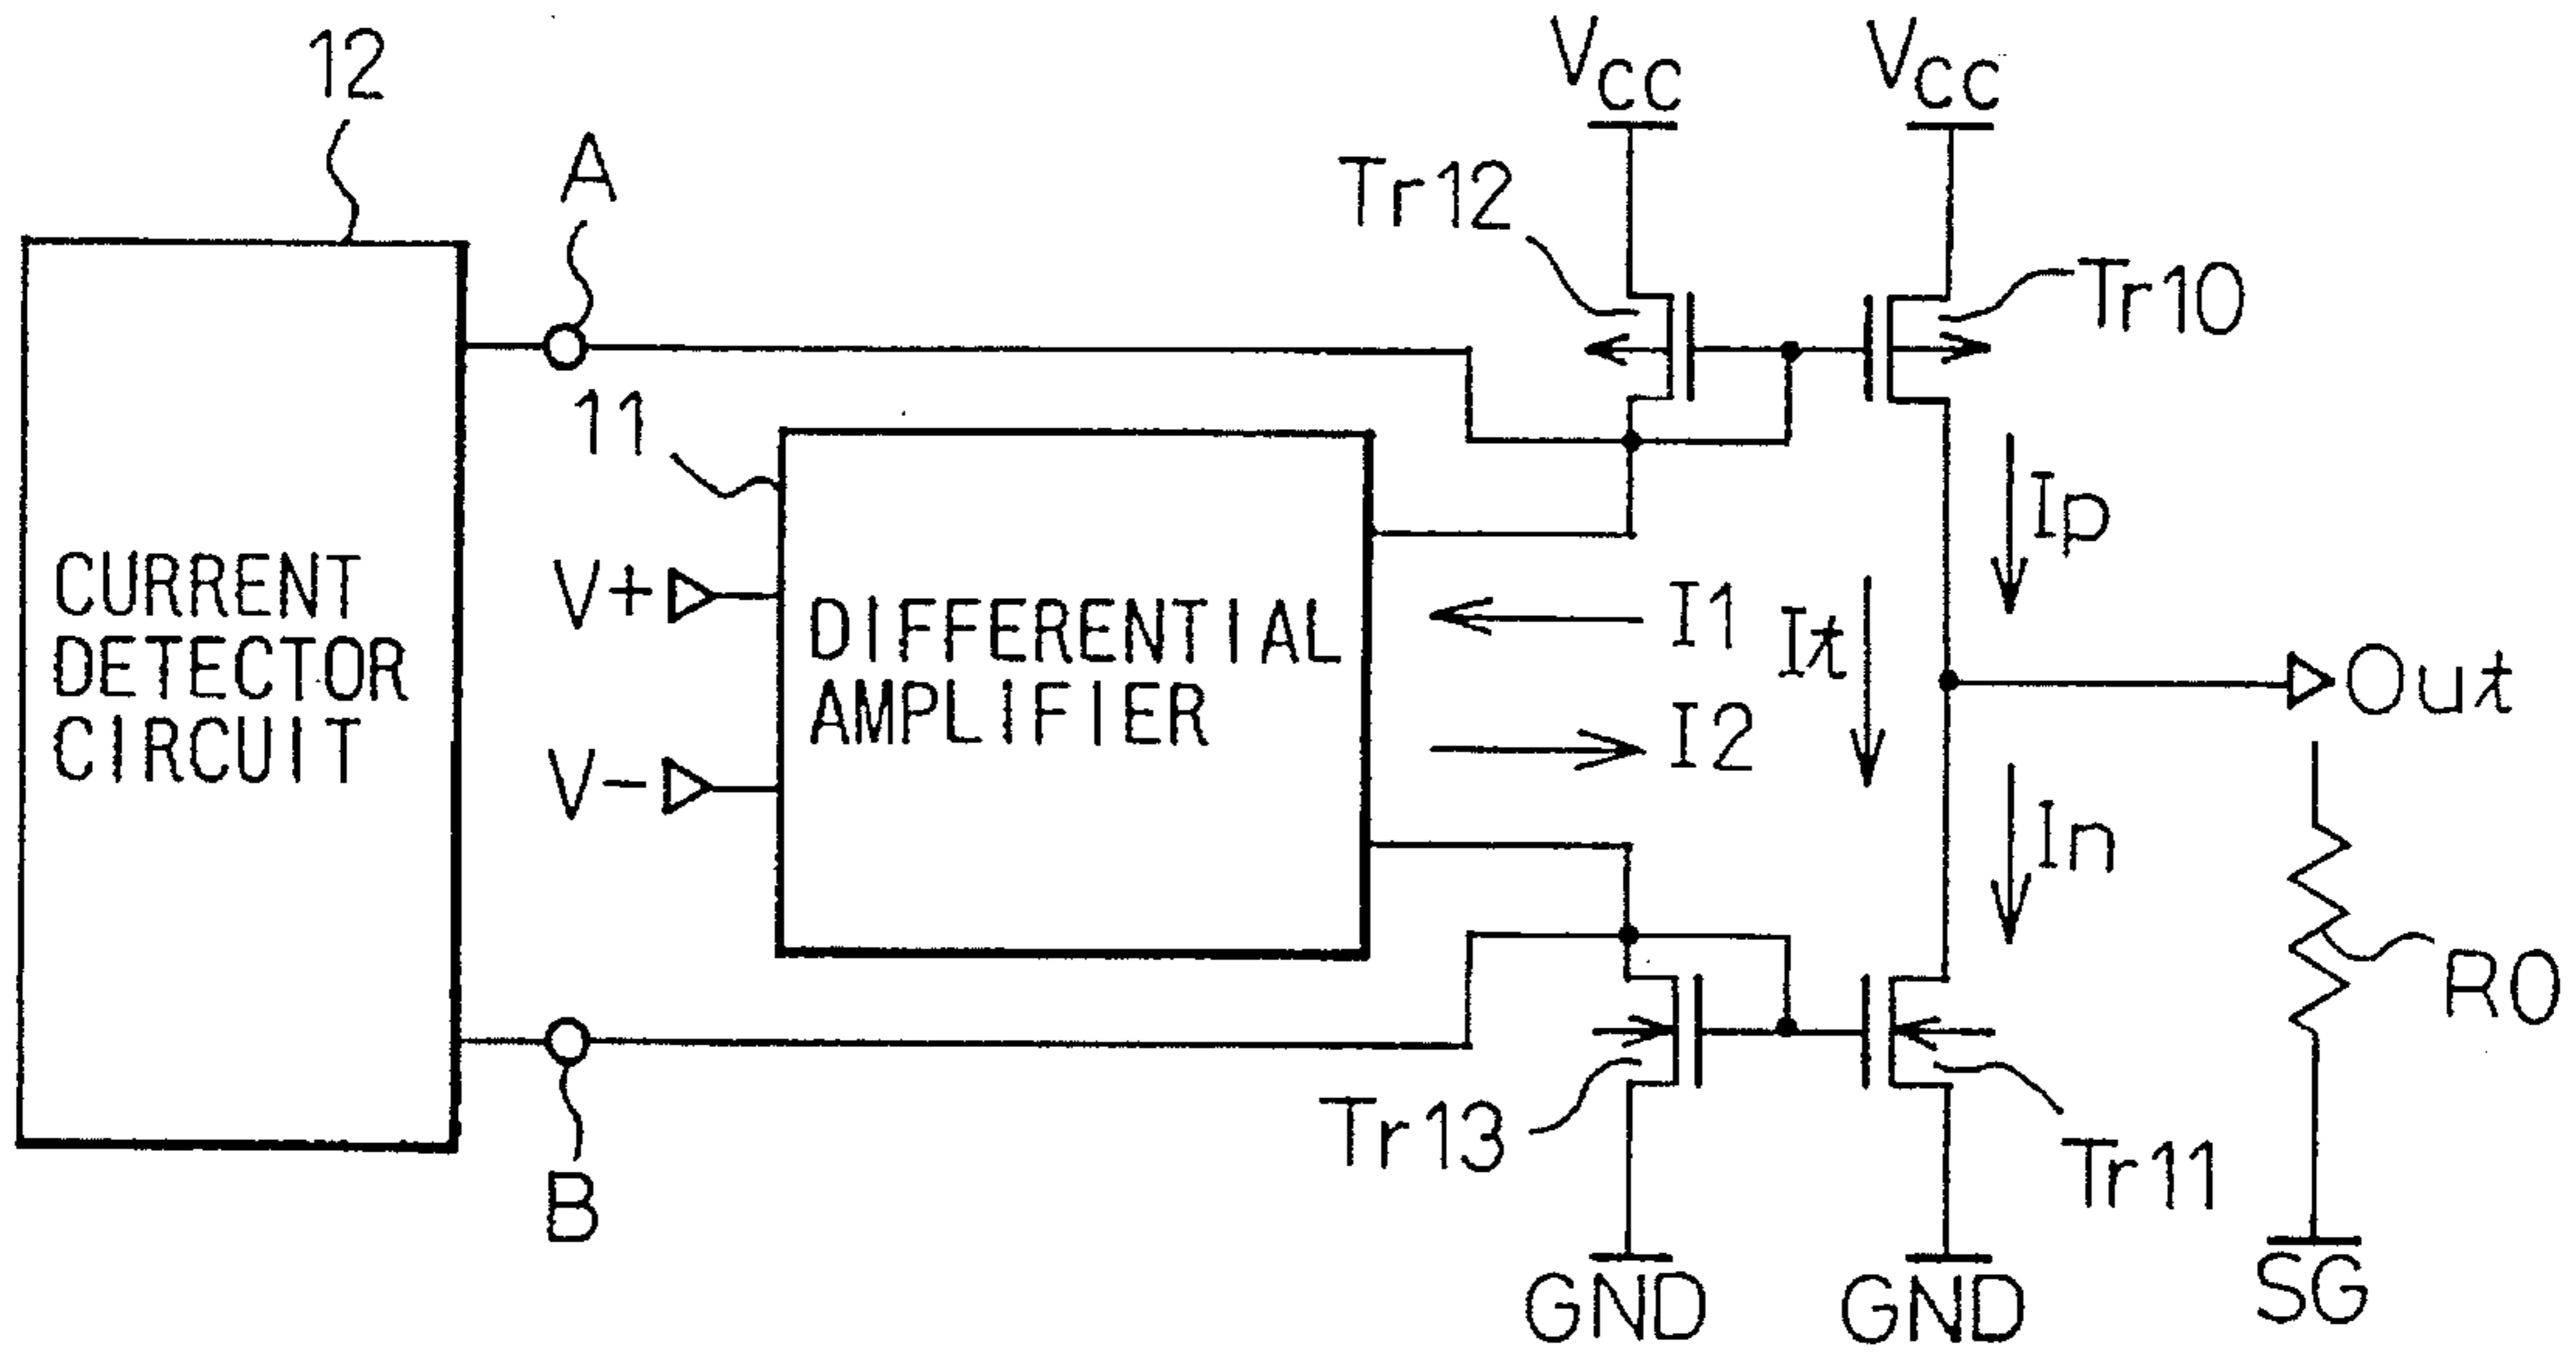 12
A
VCC
VCC
Tr12
Tr10
11
CURRENT
DETECTOR
CIRCUIT
V+
V-
DIFFERENTIAL
AMPLIFIER
I1
I2
It
Ip
Out
In
R0
Tr13
Tr11
B
GND
GND
SG